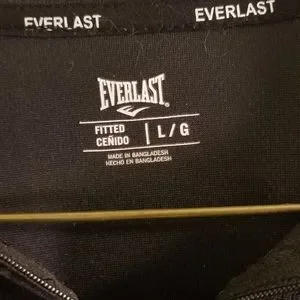 EVERLAST EVERLAST
EVERLAST
FITTED
CEÑIDO
L/G
MADE IN BANGLADESH
HECHO EN BANGLADESH